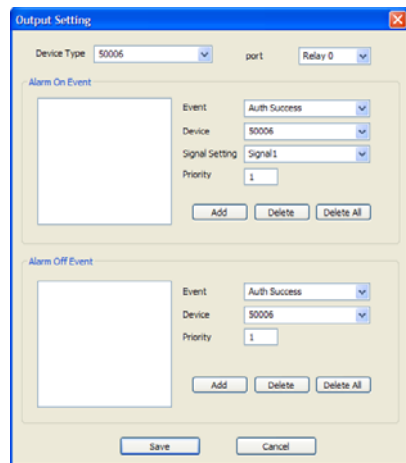 Output Setting
Device Type 50006 port Relay 0
Alarm On Event
Event Auth Success
Device 50006
Signal Setting Signal1
Priority 1
Add Delete Delete All
Alarm Off Event
Event Auth Success
Device 50006
Priority 1
Add Delete Delete All
Save Cancel